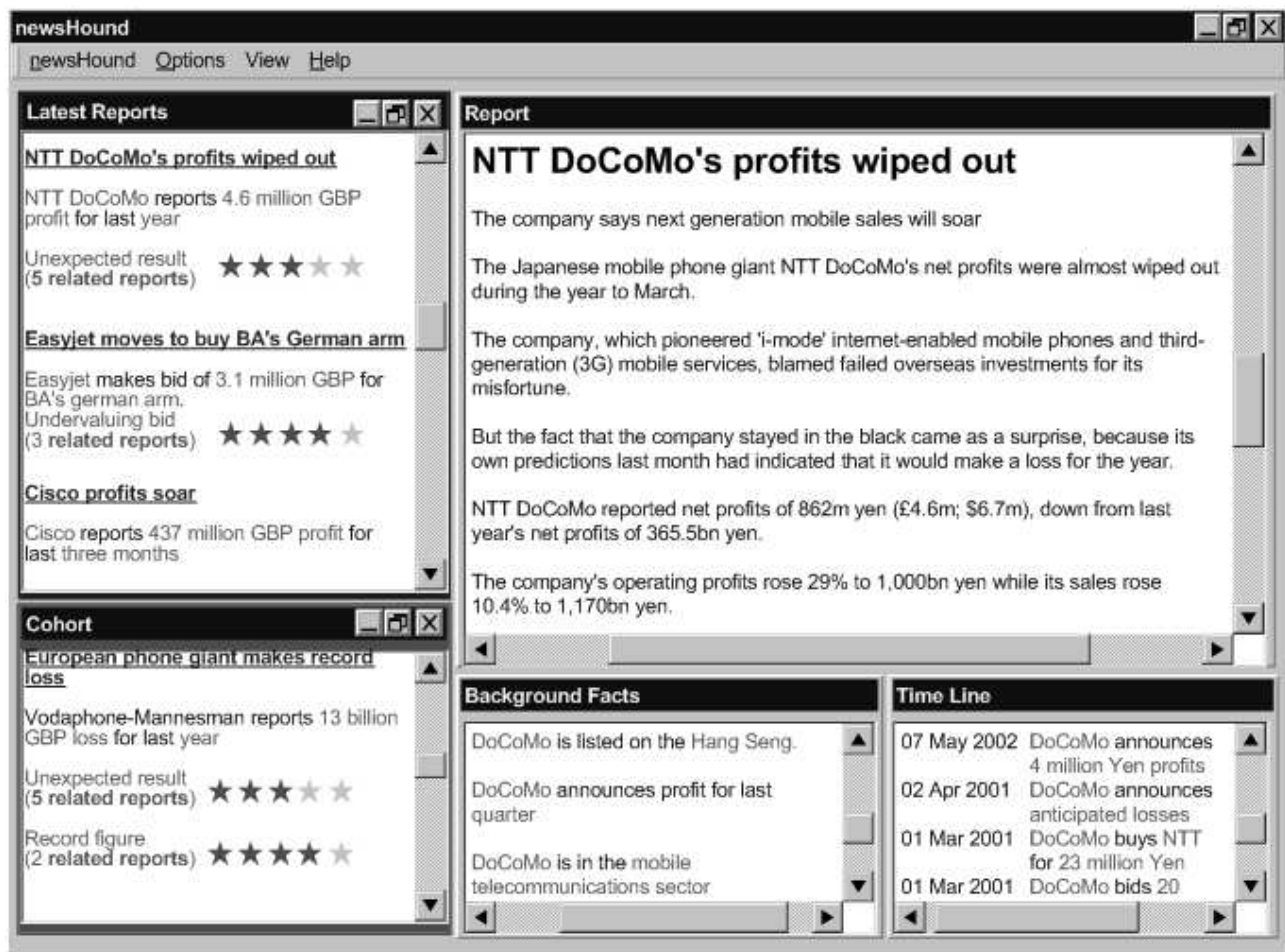 newsHound
newsHound Options View Help
Latest Reports
NTT DoCoMo's profits wiped out
NTT DoCoMo reports 4.6 million GBP
profit for last year
Unexpected result
(5 related reports)
Easyjet moves to buy BA's German arm
Easyjet makes bid of 3.1 million GBP for
BA's german arm.
Undervaluing bid
(3 related reports)
Cisco profits soar
Cisco reports 437 million GBP profit for
last three months
Cohort
European phone giant makes record
loss
Vodaphone-Mannesman reports 13 billion
GBP loss for last year
Unexpected result
(5 related reports)
Record figure
(2 related reports)
Report
NTT DoCoMo's profits wiped out
The company says next generation mobile sales will soar
The Japanese mobile phone giant NTT DoCoMo's net profits were almost wiped out
during the year to March.
The company, which pioneered 'i-mode' internet-enabled mobile phones and third-
generation (3G) mobile services, blamed failed overseas investments for its
misfortune.
But the fact that the company stayed in the black came as a surprise, because its
own predictions last month had indicated that it would make a loss for the year.
NTT DoCoMo reported net profits of 862m yen (£4.6m; $6.7m), down from last
year's net profits of 365.5bn yen.
The company's operating profits rose 29% to 1,000bn yen while its sales rose
10.4% to 1,170bn yen.
Background Facts
DoCoMo is listed on the Hang Seng.
DoCoMo announces profit for last
quarter
DoCoMo is in the mobile
telecommunications sector
Time Line
07 May 2002 DoCoMo announces
4 million Yen profits
02 Apr 2001 DoCoMo announces
anticipated losses
01 Mar 2001 DoCoMo buys NTT
for 23 million Yen
01 Mar 2001 DoCoMo bids 20